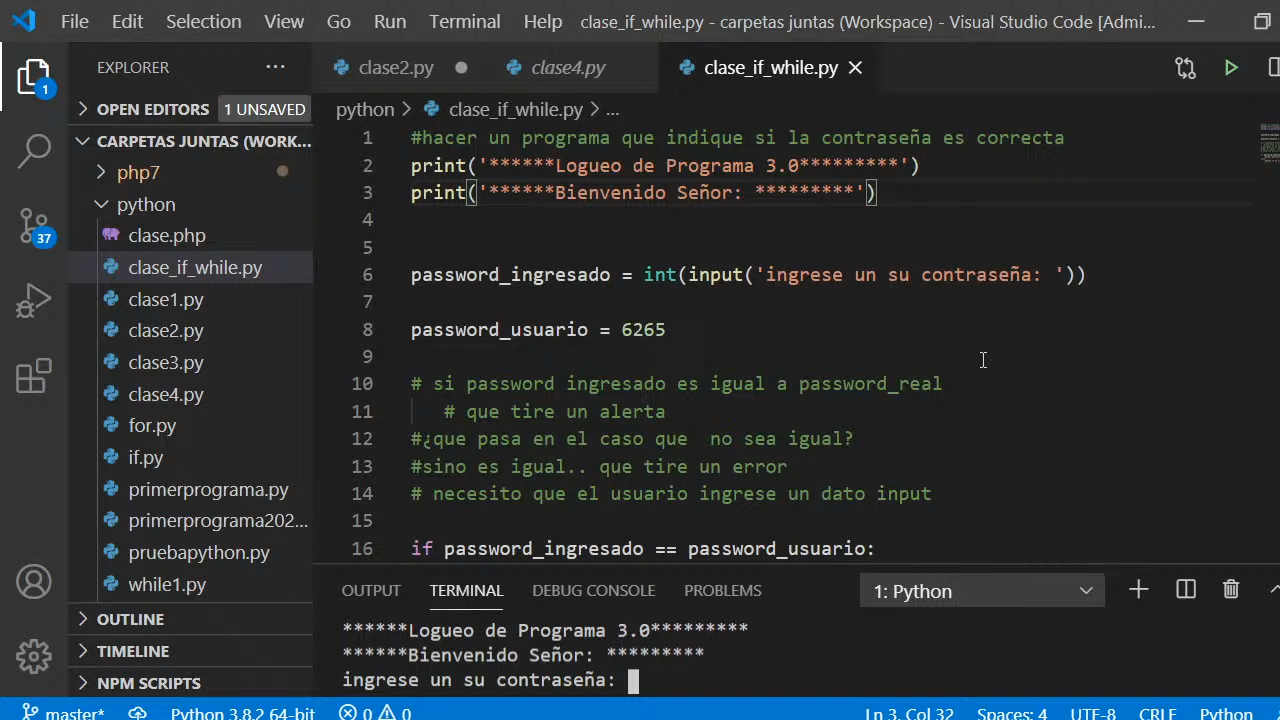 File Edit Selection View Go Run Terminal Help clase_if_while.py - carpetas juntas (Workspace) - Visual Studio Code [Admi...
EXPLORER ...
clase2.py
clase4.py
clase_if_while.py
1
OPEN EDITORS 1 UNSAVED
python > clase_if_while.py > ...
CARPETAS JUNTAS (WORK...
php7
python
clase.php
clase_if_while.py
clase1.py
clase2.py
clase3.py
clase4.py
for.py
if.py
primerprograma.py
primerprograma202...
pruebapython.py
while1.py
OUTLINE
TIMELINE
NPM SCRIPTS
37
1 #hacer un programa que indique si la contraseña es correcta
2 print('******Logueo de Programa 3.0*********')
3 print('******Bienvenido Señor: *********')
4
5
6 password_ingresado = int(input('ingrese un su contraseña: '))
7
8 password_usuario = 6265
9
10 # si password ingresado es igual a password_real
11 # que tire un alerta
12 #¿que pasa en el caso que  no sea igual?
13 #sino es igual.. que tire un error
14 # necesito que el usuario ingrese un dato input
15
16 if password_ingresado == password_usuario:
OUTPUT TERMINAL DEBUG CONSOLE PROBLEMS 1: Python
******Logueo de Programa 3.0*********
******Bienvenido Señor: *********
ingrese un su contraseña:
master* Python 3.8.2 64-bit 0 0 Ln 3, Col 32 Spaces: 4 UTF-8 CRLF Python